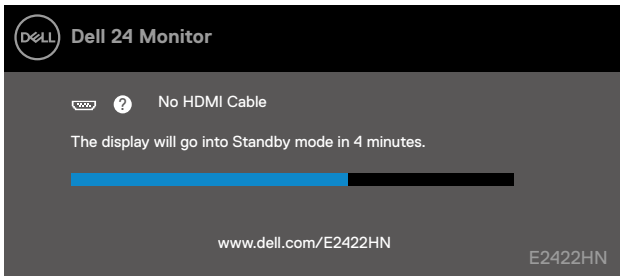 DELL
Dell 24 Monitor
No HDMI Cable
The display will go into Standby mode in 4 minutes.
www.dell.com/E2422HN
E2422HN